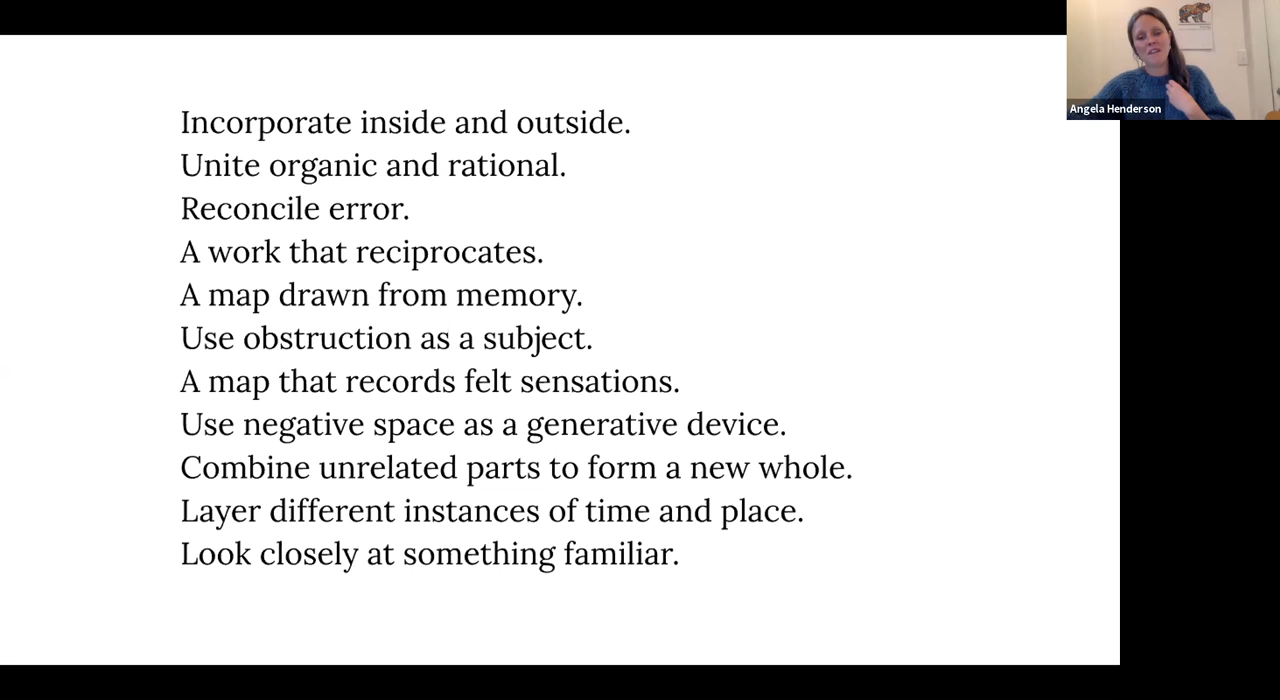 Incorporate inside and outside.
Unite organic and rational.
Reconcile error.
A work that reciprocates.
A map drawn from memory.
Use obstruction as a subject.
A map that records felt sensations.
Use negative space as a generative device.
Combine unrelated parts to form a new whole.
Layer different instances of time and place.
Look closely at something familiar.
Angela Henderson